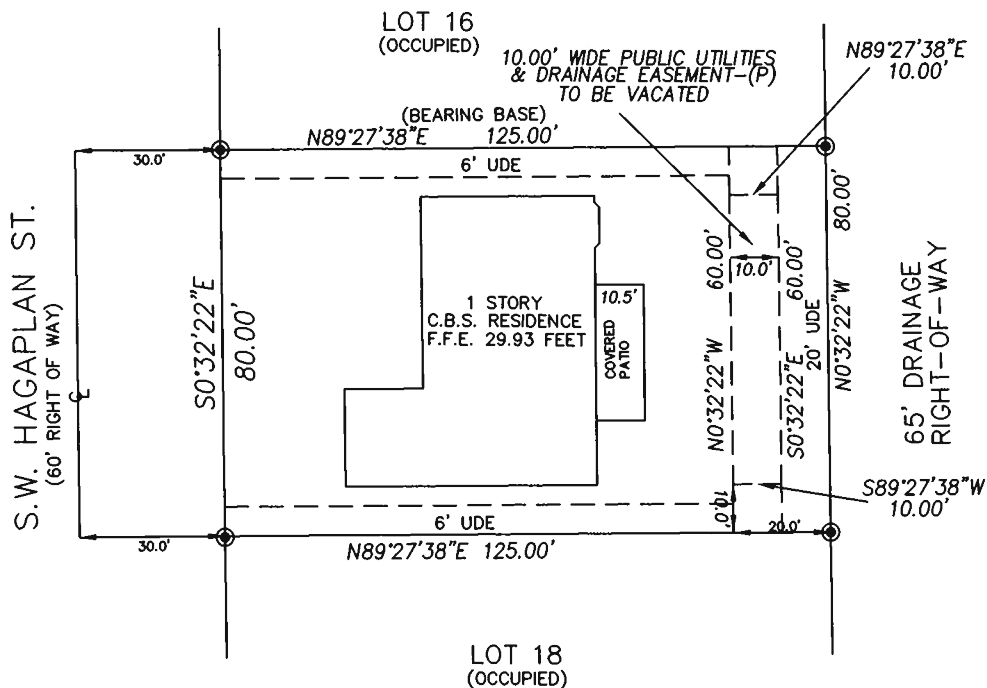 LOT 16
(OCCUPIED)
10.00' WIDE PUBLIC UTILITIES
& DRAINAGE EASEMENT-(P)
TO BE VACATED
N89°27'38"E
10.00'
(BEARING BASE)
N89°27'38"E 125.00'
30.0'
6' UDE
S.W. HAGAPLAN ST.
(60' RIGHT OF WAY)
℄
S0°32'22"E
80.00'
1 STORY
C.B.S. RESIDENCE
F.F.E. 29.93 FEET
10.5'
COVERED
PATIO
N0°32'22"W
60.00'
10.0'
S0°32'22"E
60.00'
20' UDE
N0°32'22"W
80.00'
65' DRAINAGE
RIGHT-OF-WAY
S89°27'38"W
10.00'
10.0'
20.0'
6' UDE
30.0'
N89°27'38"E 125.00'
LOT 18
(OCCUPIED)